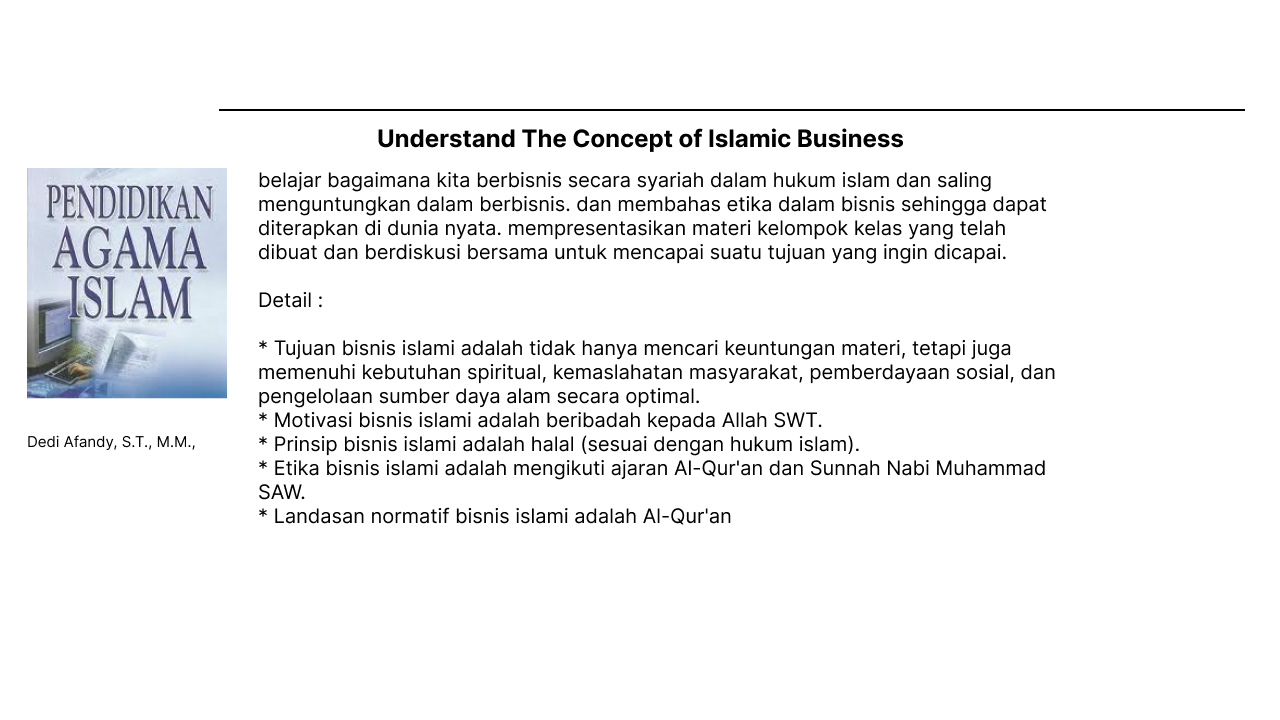 Understand The Concept of Islamic Business
PENDIDIKAN
AGAMA
ISLAM
Dedi Afandy, S.T., M.M.,
belajar bagaimana kita berbisnis secara syariah dalam hukum islam dan saling
menguntungkan dalam berbisnis. dan membahas etika dalam bisnis sehingga dapat
diterapkan di dunia nyata. mempresentasikan materi kelompok kelas yang telah
dibuat dan berdiskusi bersama untuk mencapai suatu tujuan yang ingin dicapai.
Detail :
* Tujuan bisnis islami adalah tidak hanya mencari keuntungan materi, tetapi juga
memenuhi kebutuhan spiritual, kemaslahatan masyarakat, pemberdayaan sosial, dan
pengelolaan sumber daya alam secara optimal.
* Motivasi bisnis islami adalah beribadah kepada Allah SWT.
* Prinsip bisnis islami adalah halal (sesuai dengan hukum islam).
* Etika bisnis islami adalah mengikuti ajaran Al-Qur'an dan Sunnah Nabi Muhammad
SAW.
* Landasan normatif bisnis islami adalah Al-Qur'an